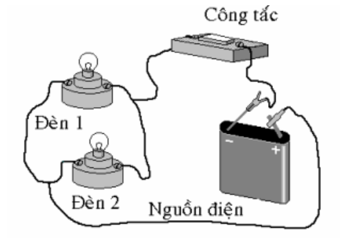 Công tắc
Đèn 1
Đèn 2
Nguồn điện
− +